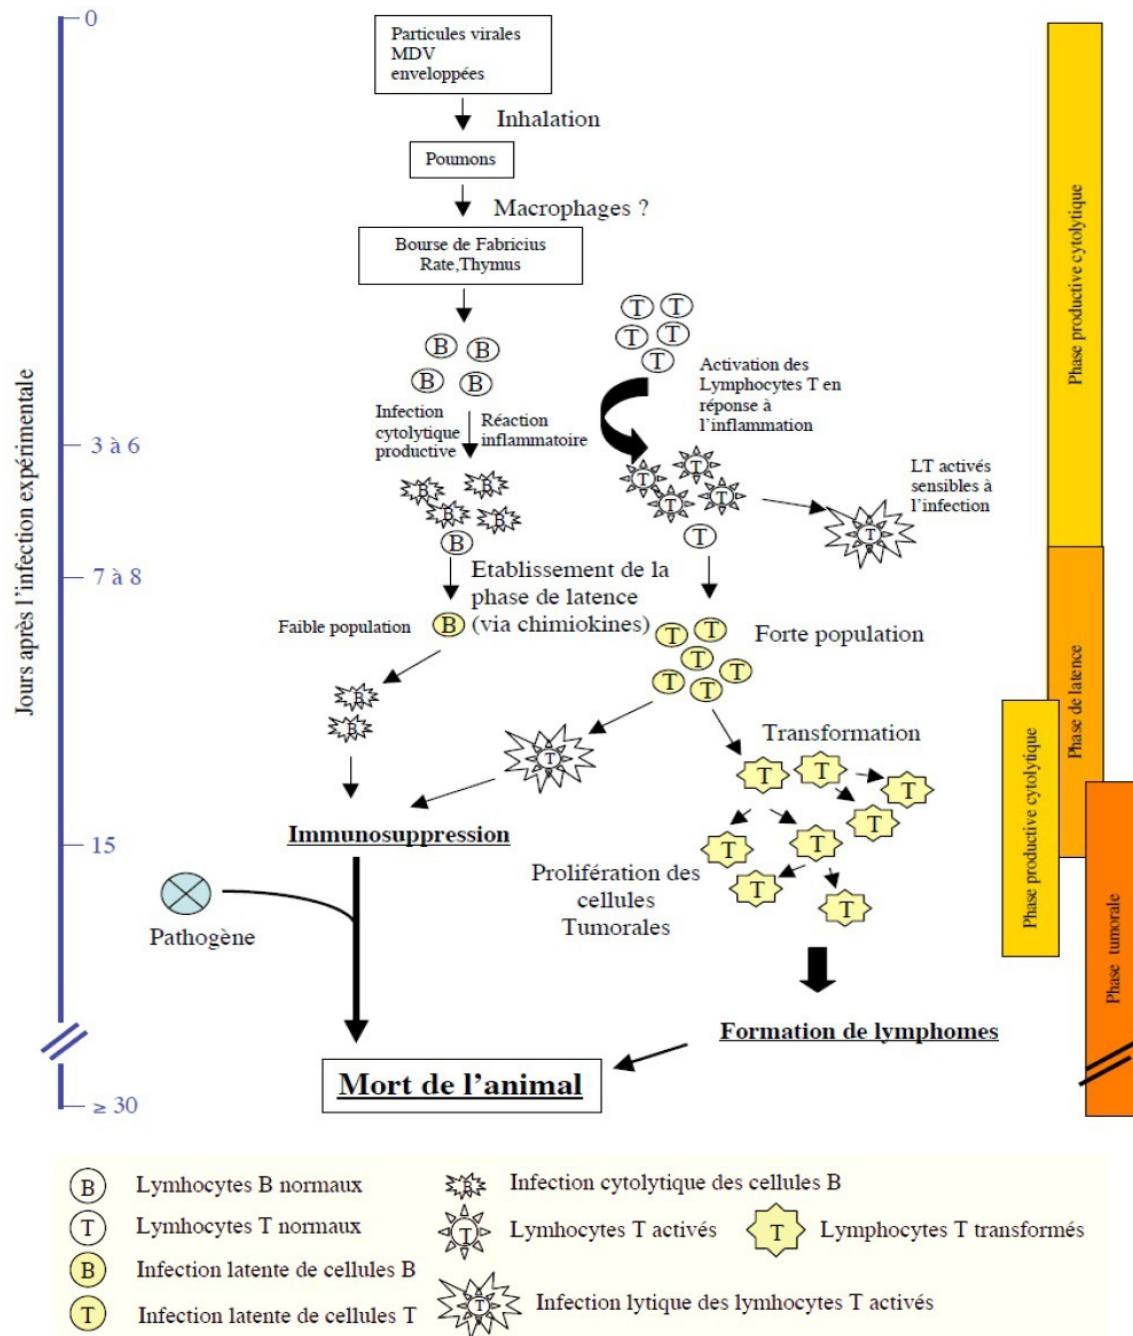 0
Particules virales
MDV
enveloppées
Inhalation
Poumons
Macrophages ?
Bourse de Fabricius
Rate,Thymus
T T
T T
T
B B
B B
Activation des
Lymphocytes T en
réponse à
l'inflammation
Infection
cytolytique
productive
Réaction
inflammatoire
3 à 6
LT activés
sensibles à
l'infection
T
T T
T
T
B B
B B
B
T
7 à 8
Etablissement de la
phase de latence
(via chimiokines)
Faible population
B
T T
T
T T
T
Forte population
B
B
T
Transformation
T T T
T
T T
T T
Immunosuppression
15
Prolifération des
cellules
Tumorales
Pathogène
Formation de lymphomes
Mort de l'animal
≥ 30
Jours après l'infection expérimentale
Phase productive cytolytique
Phase de latence
Phase productive cytolytique
Phase tumorale
B Lymhocytes B normaux
T Lymhocytes T normaux
B Infection latente de cellules B
T Infection latente de cellules T
B Infection cytolytique des cellules B
T Lymhocytes T activés
T Lymphocytes T transformés
T Infection lytique des lymhocytes T activés